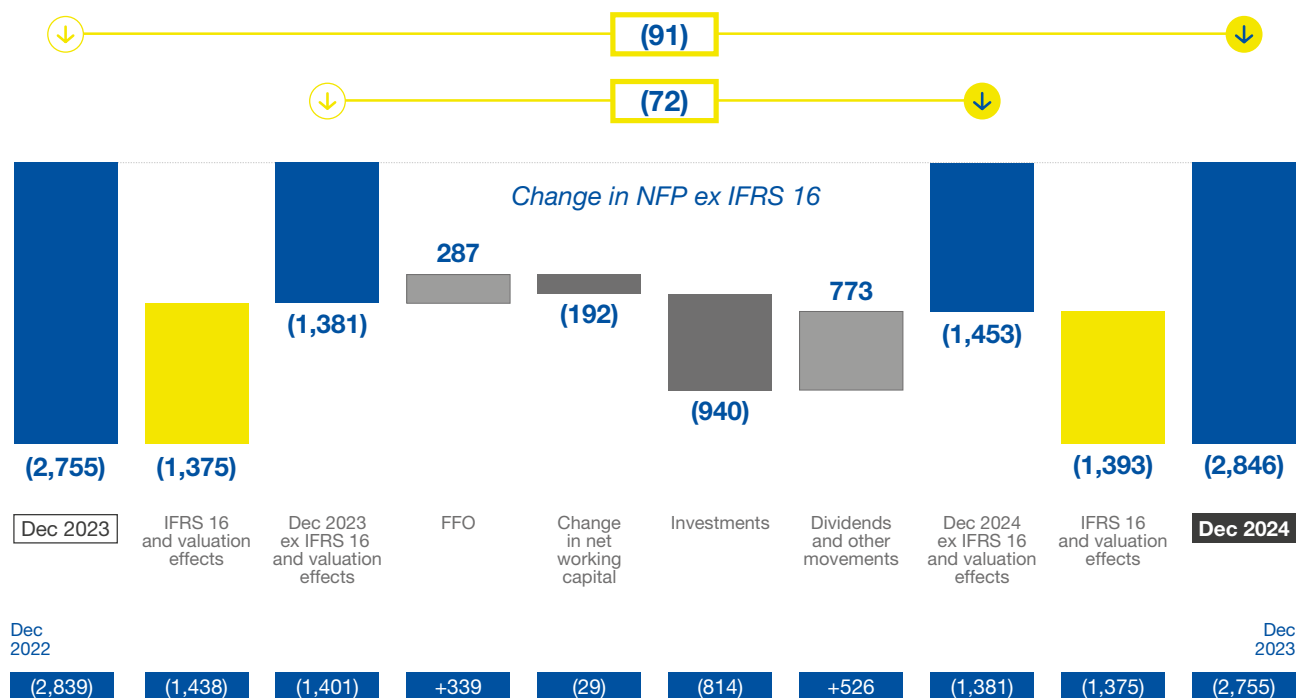 (91)
(72)
Change in NFP ex IFRS 16
287
773
(1,381)
(192)
(1,453)
(940)
(2,755)
(1,375)
(1,393)
(2,846)
Dec 2023
IFRS 16
and valuation
effects
Dec 2023
ex IFRS 16
and valuation
effects
FFO
Change
in net
working
capital
Investments
Dividends
and other
movements
Dec 2024
ex IFRS 16
and valuation
effects
IFRS 16
and valuation
effects
Dec 2024
Dec
2022
Dec
2023
(2,839)
(1,438)
(1,401)
+339
(29)
(814)
+526
(1,381)
(1,375)
(2,755)